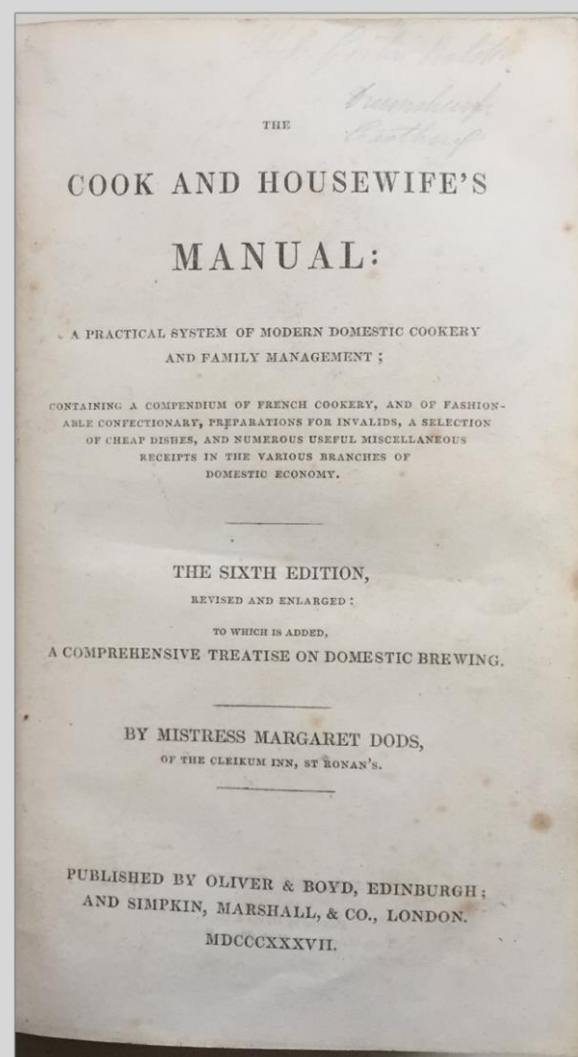 THE
COOK AND HOUSEWIFE'S
MANUAL:
A PRACTICAL SYSTEM OF MODERN DOMESTIC COOKERY
AND FAMILY MANAGEMENT;
CONTAINING A COMPENDIUM OF FRENCH COOKERY, AND OF FASHION-
ABLE CONFECTIONARY, PREPARATIONS FOR INVALIDS, A SELECTION
OF CHEAP DISHES, AND NUMEROUS USEFUL MISCELLANEOUS
RECEIPTS IN THE VARIOUS BRANCHES OF
DOMESTIC ECONOMY.
THE SIXTH EDITION,
REVISED AND ENLARGED:
TO WHICH IS ADDED,
A COMPREHENSIVE TREATISE ON DOMESTIC BREWING.
BY MISTRESS MARGARET DODS,
OF THE CLEIKUM INN, ST RONAN'S.
PUBLISHED BY OLIVER & BOYD, EDINBURGH;
AND SIMPKIN, MARSHALL, & CO., LONDON.
MDCCCXXXVII.